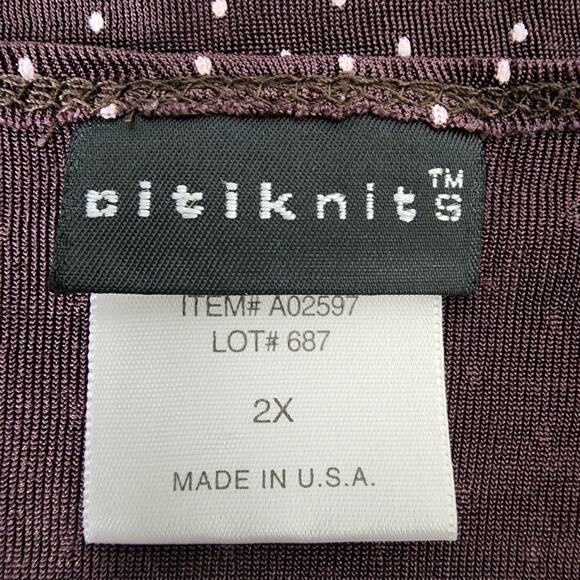 citiknits™
ITEM# A02597
LOT# 687
2X
MADE IN U.S.A.